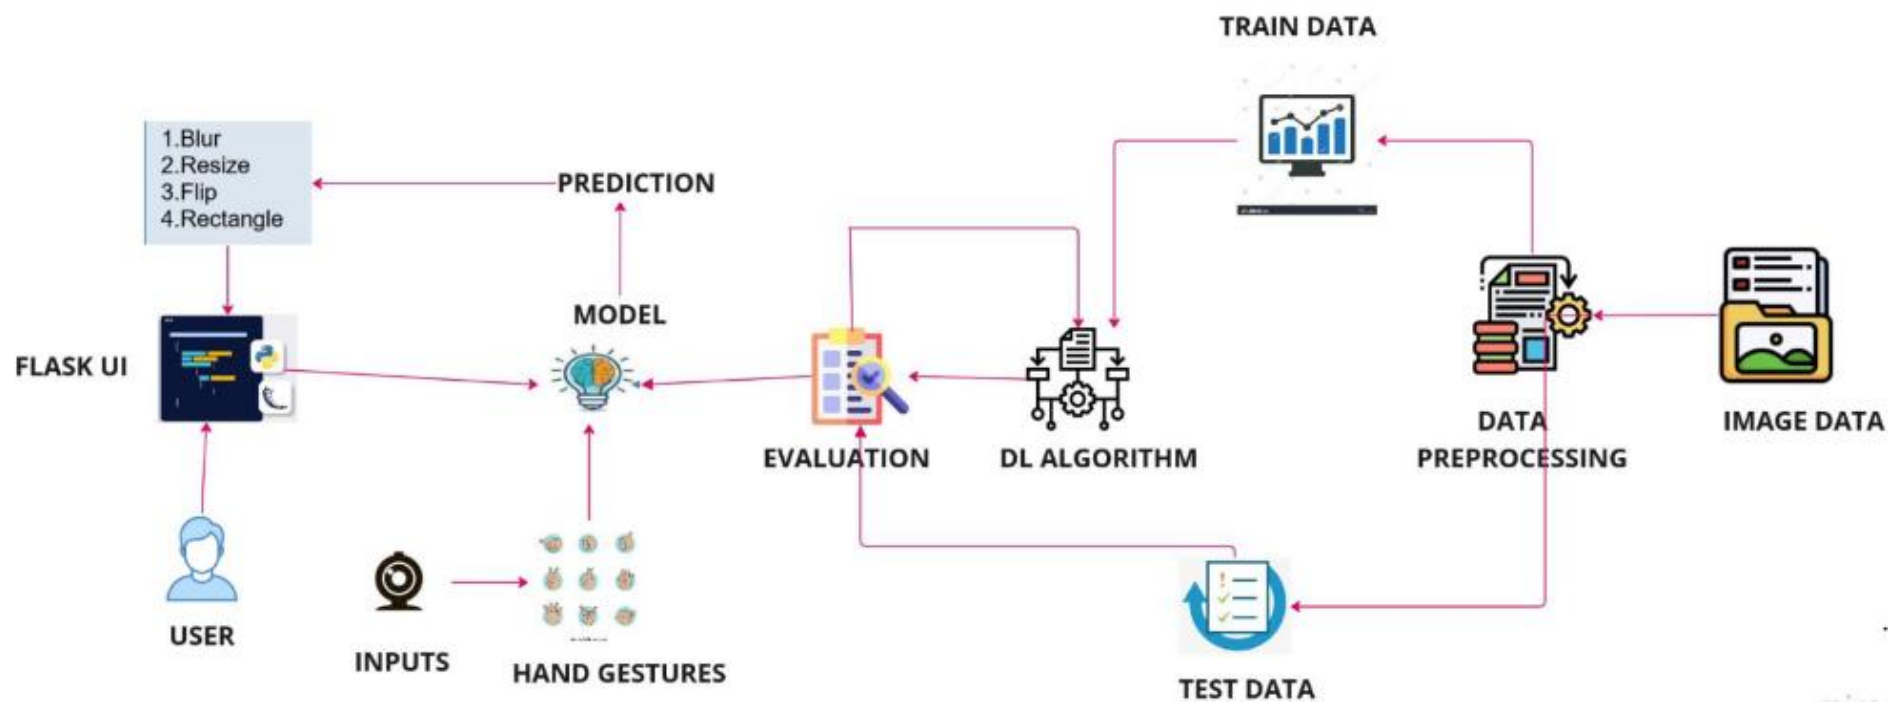 TRAIN DATA
1.Blur
2.Resize
3.Flip
4.Rectangle
PREDICTION
MODEL
FLASK UI
EVALUATION
DL ALGORITHM
DATA
PREPROCESSING
IMAGE DATA
USER
INPUTS
HAND GESTURES
TEST DATA